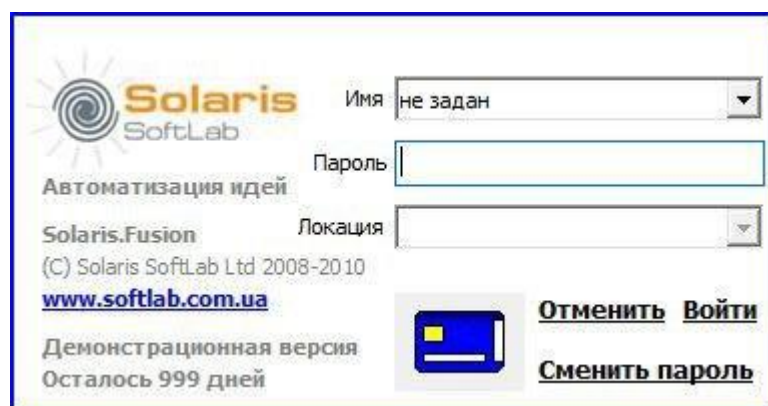 Solaris
SoftLab
Автоматизация идей
Solaris.Fusion
(C) Solaris SoftLab Ltd 2008-2010
www.softlab.com.ua
Демонстрационная версия
Осталось 999 дней
Имя не задан
Пароль
Локация
Отменить Войти
Сменить пароль